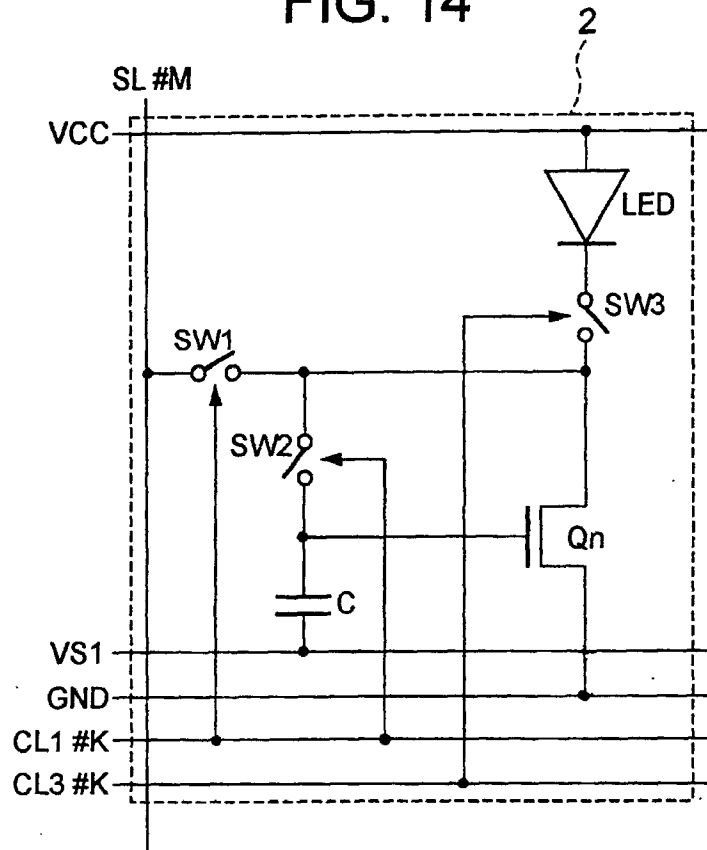 FIG. 14
2
SL #M
VCC
LED
SW3
SW1
SW2
Qn
C
VS1
GND
CL1 #K
CL3 #K